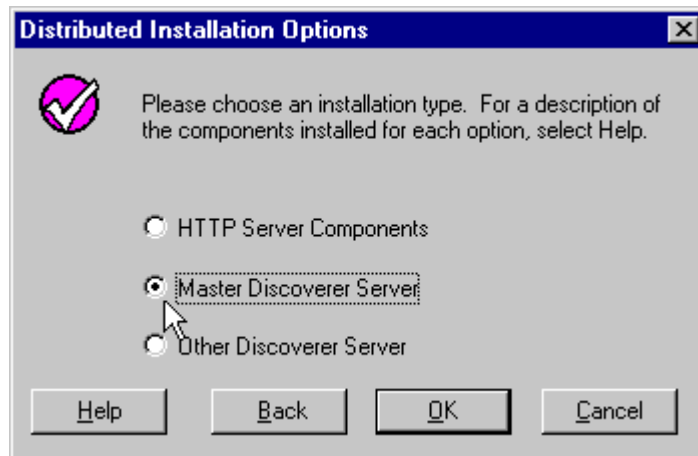 Distributed Installation Options
Please choose an installation type. For a description of
the components installed for each option, select Help.
HTTP Server Components
Master Discoverer Server
Other Discoverer Server
Help Back OK Cancel